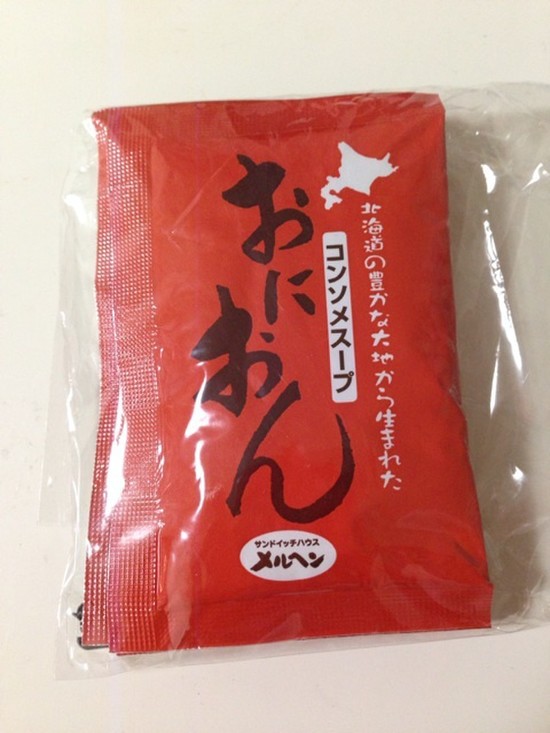 北海道の豊かな大地から生まれた
コンソメスープ
おにおおん
サンドイッチハウス
メルヘン